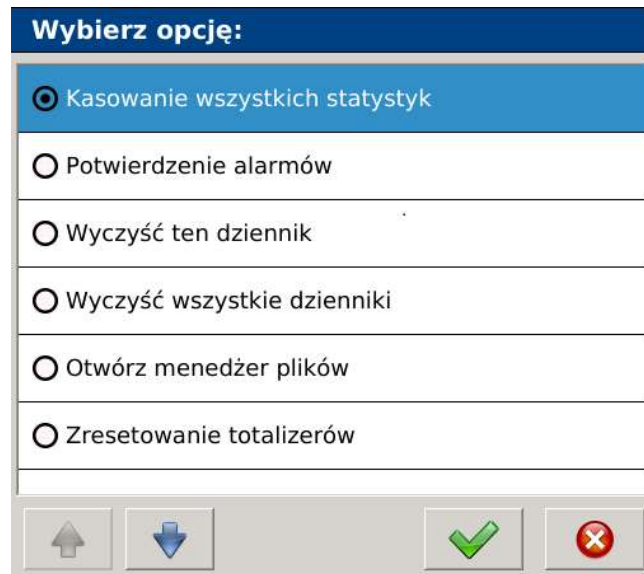 Wybierz opcję:
Kasowanie wszystkich statystyk
Potwierdzenie alarmów
Wyczyść ten dziennik
Wyczyść wszystkie dzienniki
Otwórz menedżer plików
Zresetowanie totalizerów